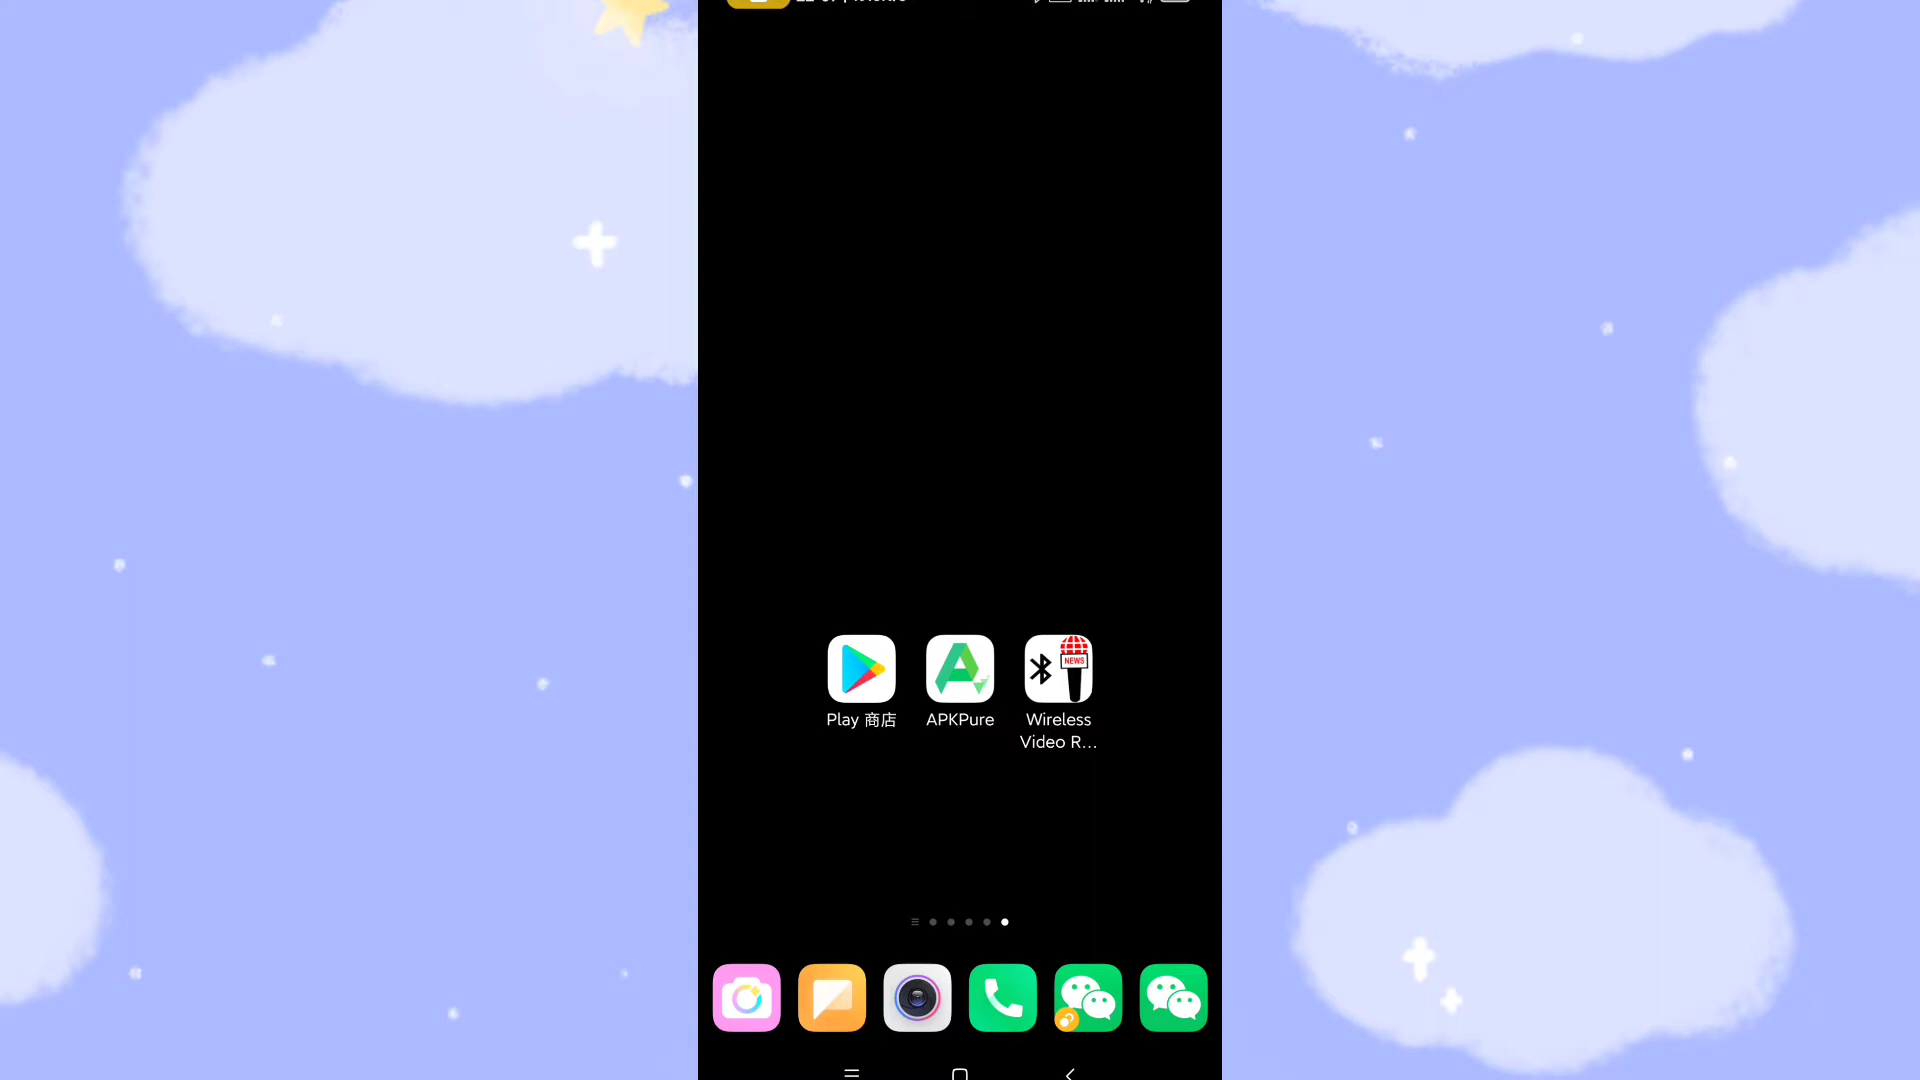 Play 商店
APKPure
NEWS
Wireless
Video R...